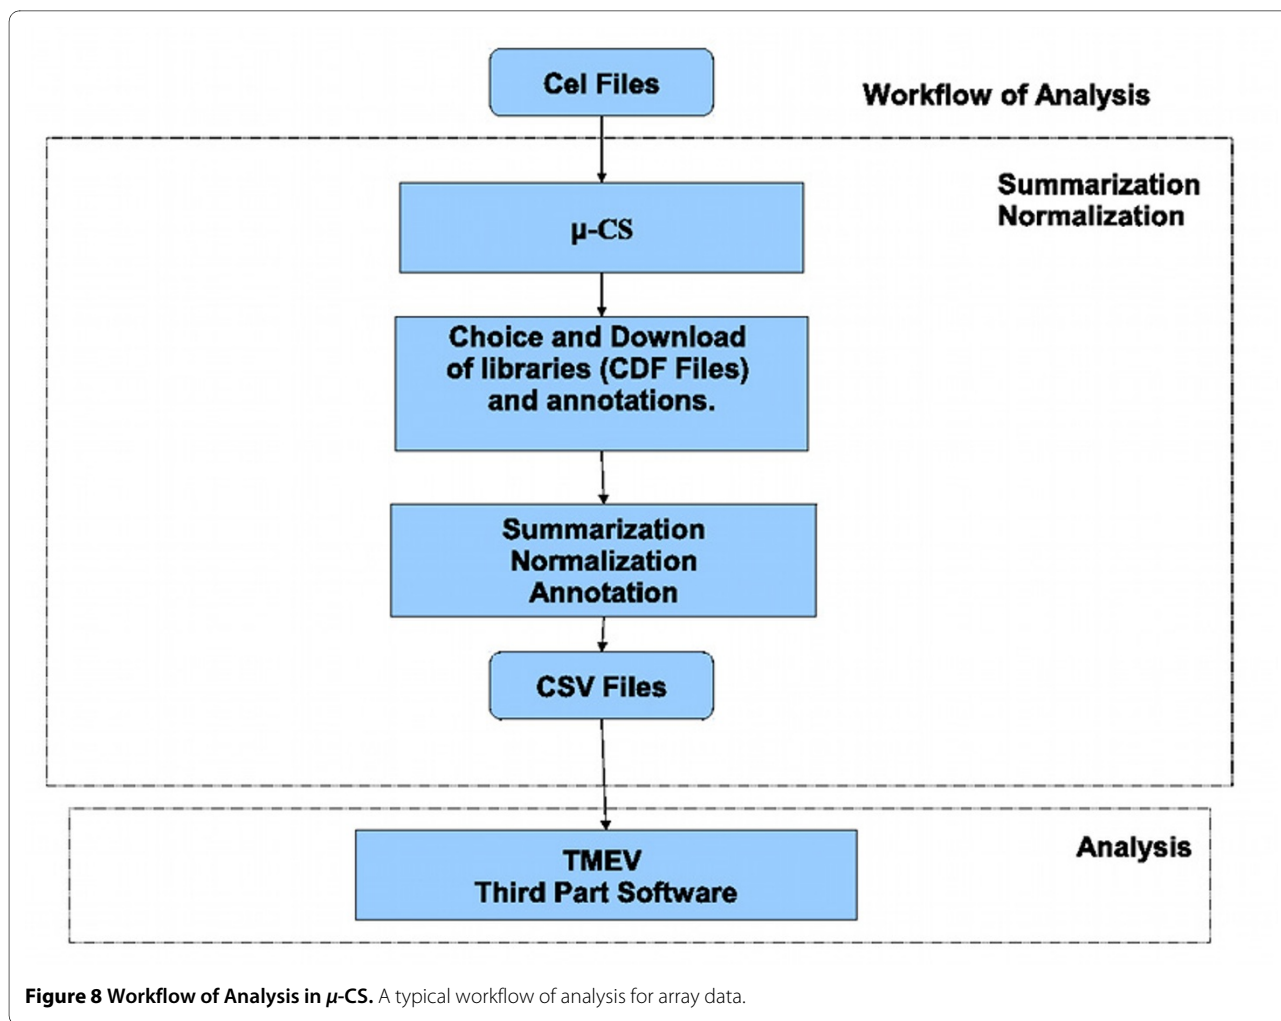 Cel Files
Workflow of Analysis
Summarization
Normalization
μ-CS
Choice and Download
of libraries (CDF Files)
and annotations.
Summarization
Normalization
Annotation
CSV Files
Analysis
TMEV
Third Part Software
Figure 8 Workflow of Analysis in μ-CS. A typical workflow of analysis for array data.